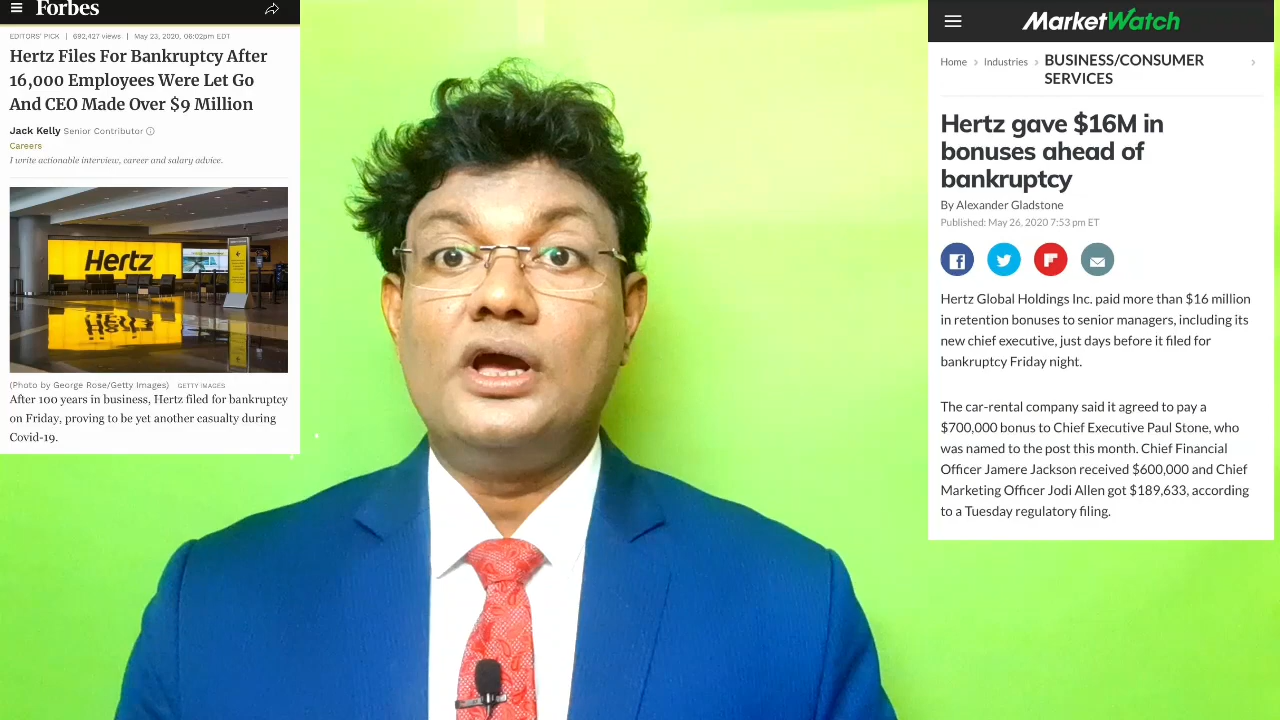 Forbes
EDITORS' PICK | 692,427 views | May 23, 2020, 06:02pm EDT
Hertz Files For Bankruptcy After
16,000 Employees Were Let Go
And CEO Made Over $9 Million
Jack Kelly Senior Contributor
Careers
I write actionable interview, career and salary advice.
Hertz
(Photo by George Rose/Getty Images) GETTY IMAGES
After 100 years in business, Hertz filed for bankruptcy
on Friday, proving to be yet another casualty during
Covid-19.
MarketWatch
Home > Industries > BUSINESS/CONSUMER
SERVICES
Hertz gave $16M in
bonuses ahead of
bankruptcy
By Alexander Gladstone
Published: May 26, 2020 7:53 pm ET
Hertz Global Holdings Inc. paid more than $16 million
in retention bonuses to senior managers, including its
new chief executive, just days before it filed for
bankruptcy Friday night.
The car-rental company said it agreed to pay a
$700,000 bonus to Chief Executive Paul Stone, who
was named to the post this month. Chief Financial
Officer Jamere Jackson received $600,000 and Chief
Marketing Officer Jodi Allen got $189,633, according
to a Tuesday regulatory filing.